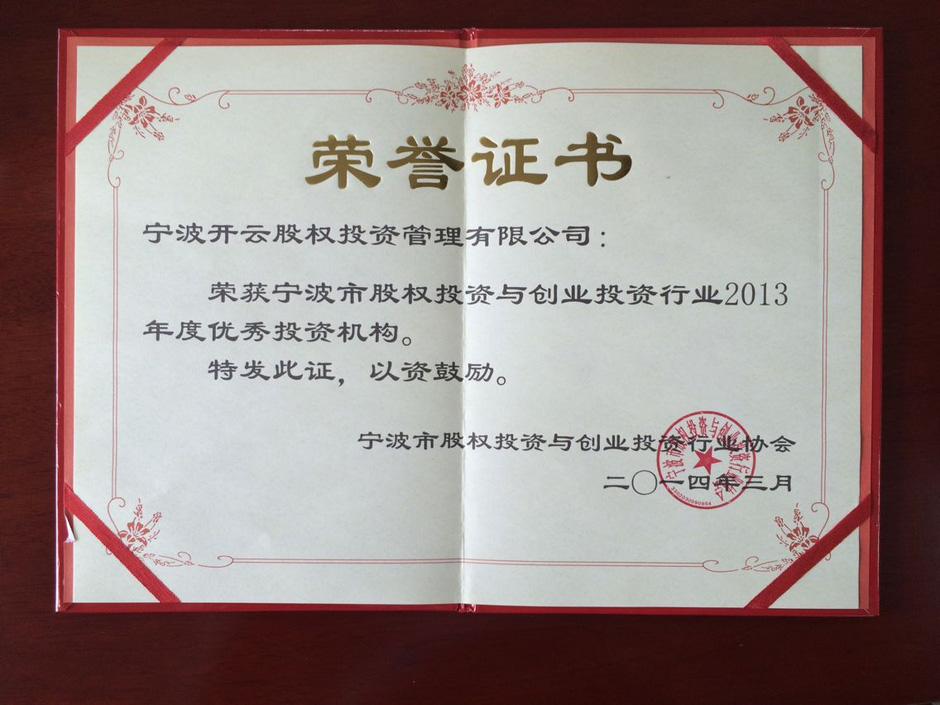 荣誉证书
宁波开云股权投资管理有限公司：
荣获宁波市股权投资与创业投资行业2013
年度优秀投资机构。
特发此证，以资鼓励。
宁波市股权投资与创业投资行业协会
二〇一四年三月